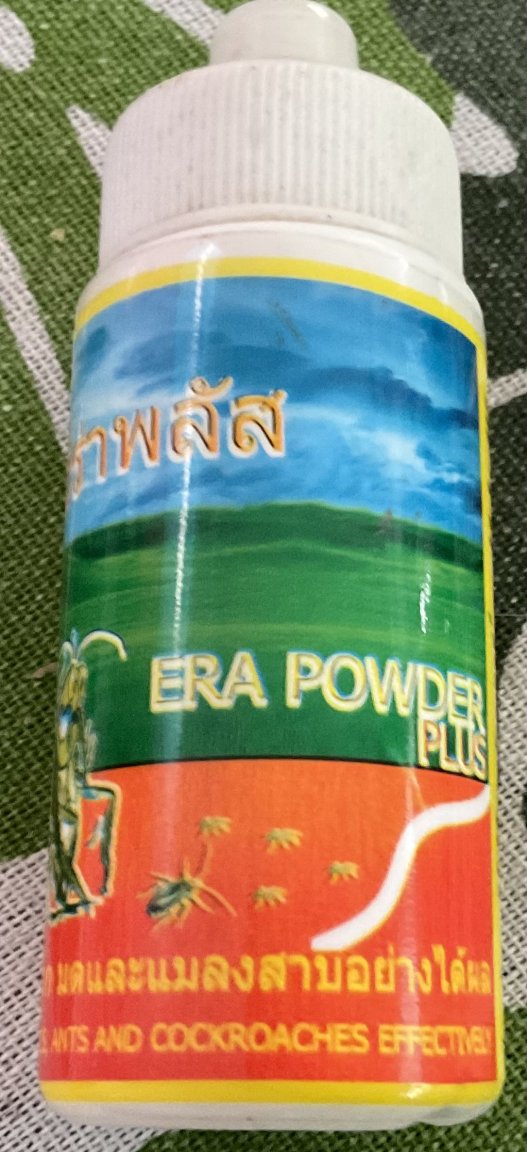 ราพลัส
ERA POWDER
PLUS
มดและแมลงสาบอย่างได้ผล
ANTS AND COCKROACHES EFFECTIVELY